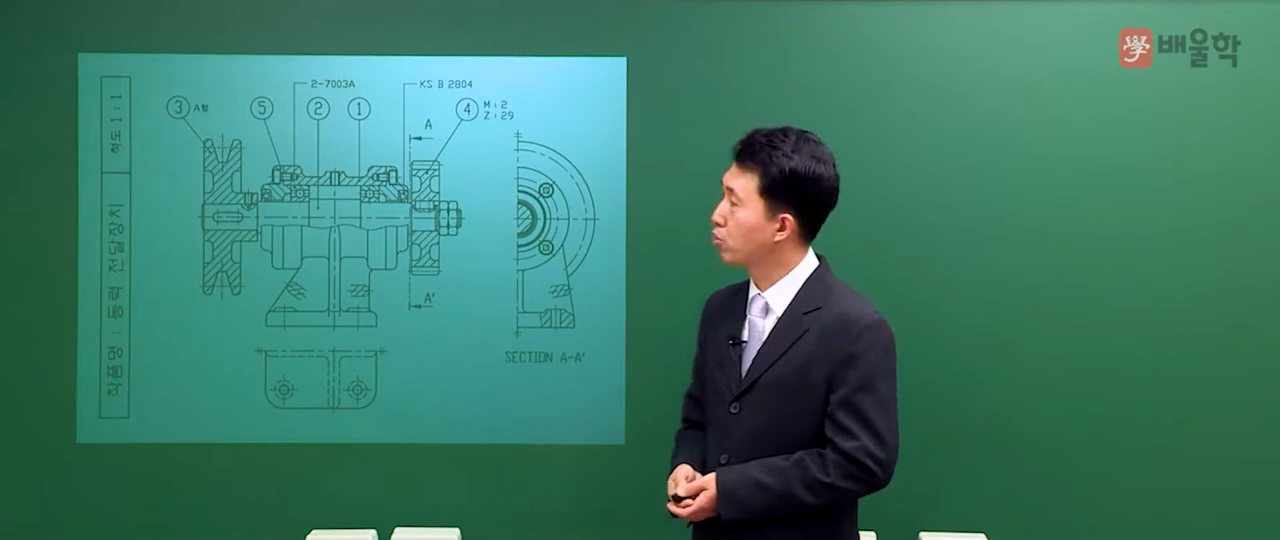 學 배울학
척도 1 : 1
작품명 : 동력 전달장치
2-7003A
KS B 2804
3
A형
5
2
1
4
M : 2
Z : 29
A
A'
SECTION A-A'